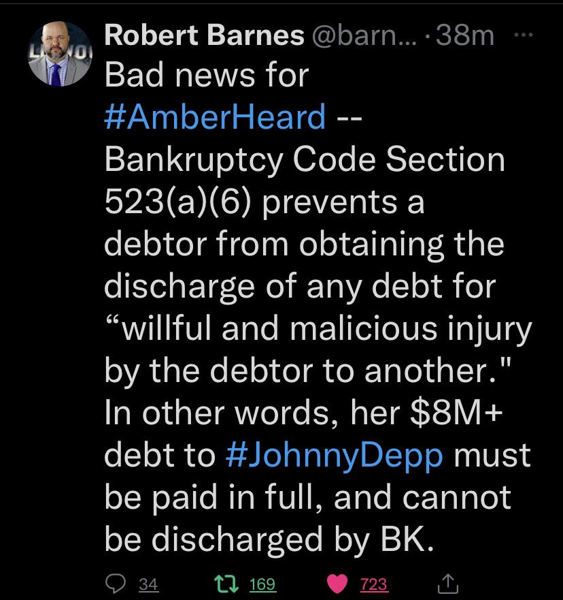 Robert Barnes @barn... · 38m ...
Bad news for
#AmberHeard --
Bankruptcy Code Section
523(a)(6) prevents a
debtor from obtaining the
discharge of any debt for
“willful and malicious injury
by the debtor to another."
In other words, her $8M+
debt to #JohnnyDepp must
be paid in full, and cannot
be discharged by BK.
34 169 723